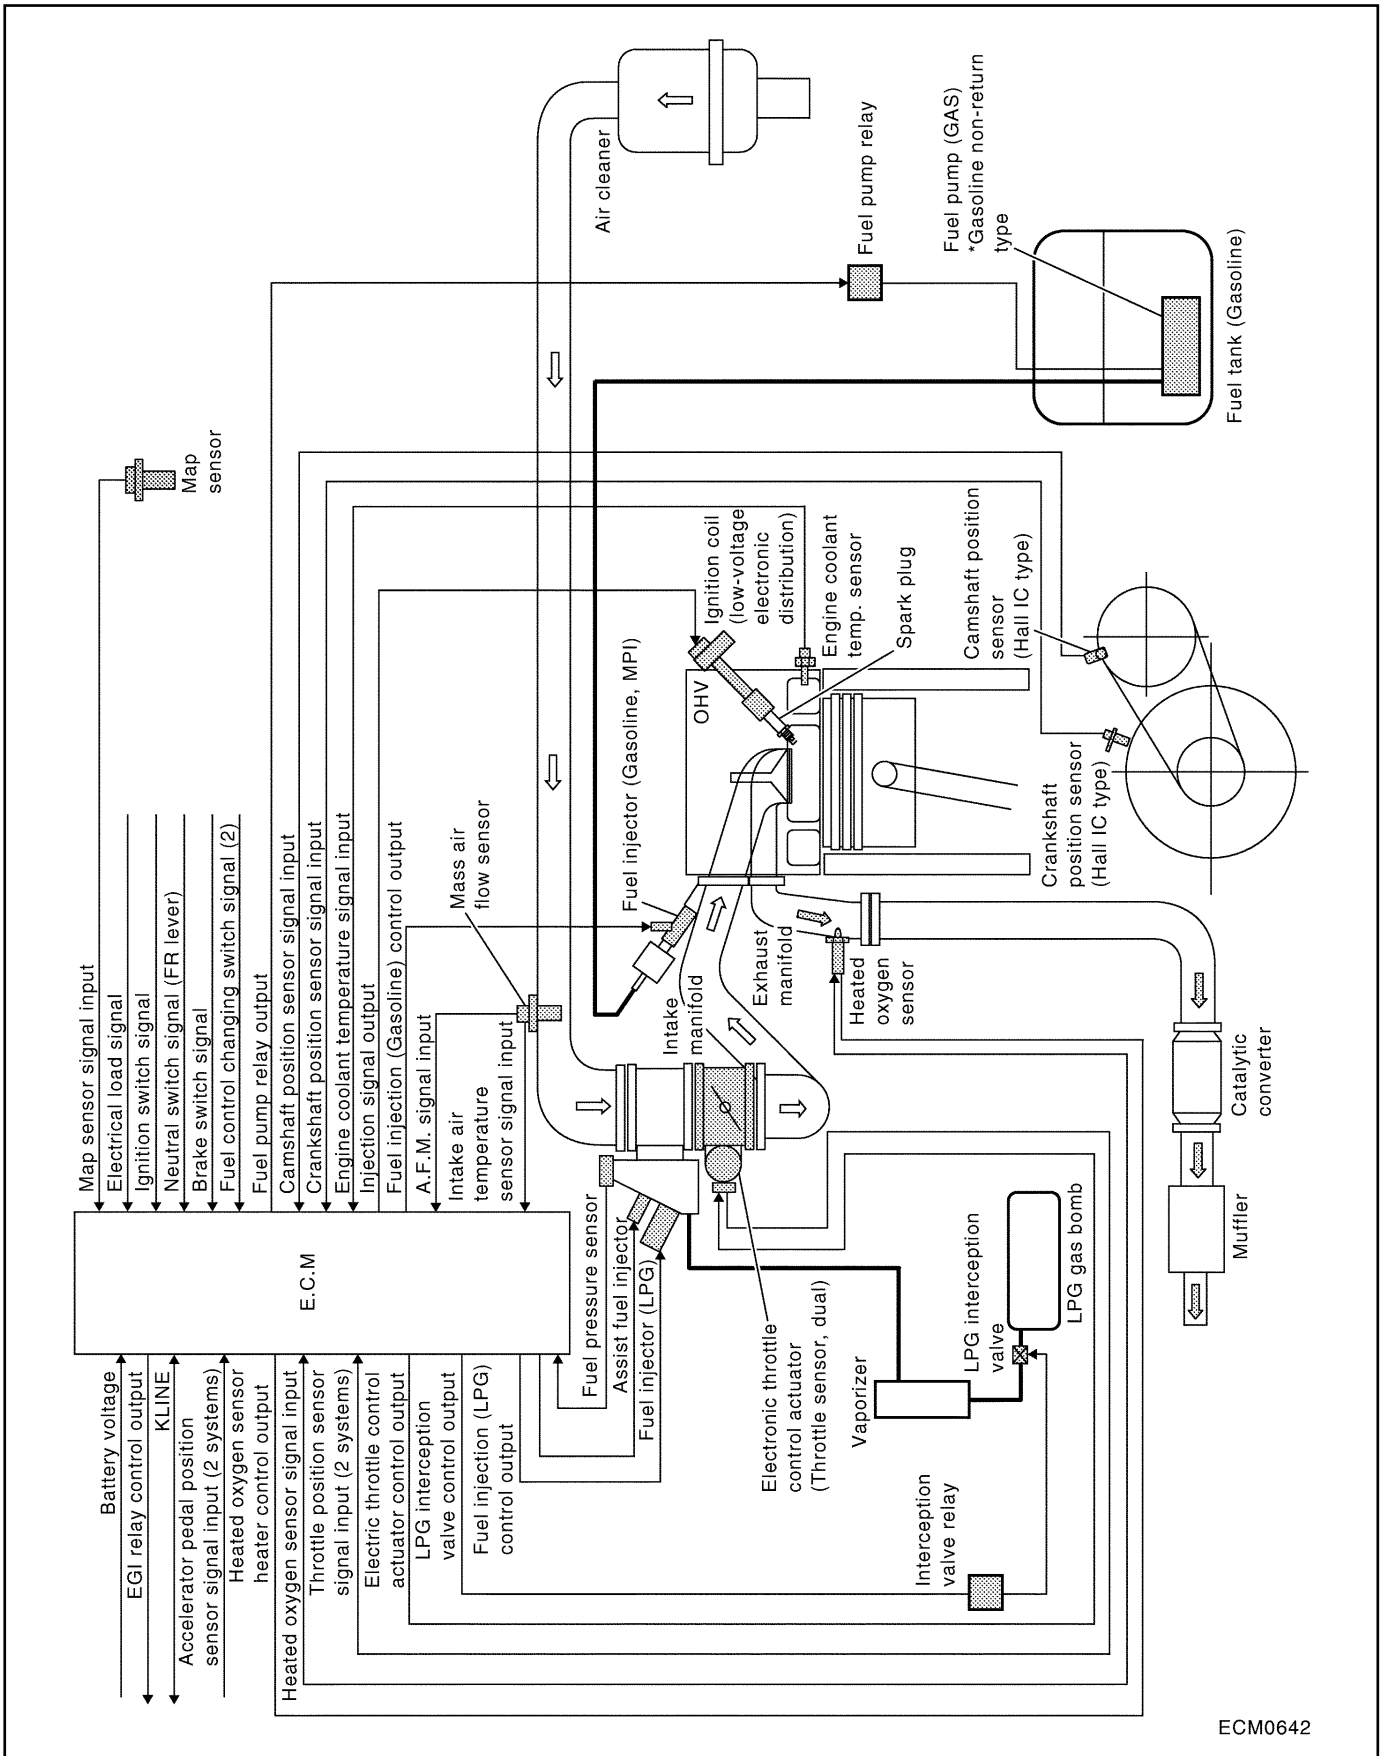 Air cleaner
Fuel pump relay
Fuel pump (GAS)
*Gasoline non-return
type
Fuel tank (Gasoline)
Map
sensor
Ignition coil
(low-voltage
electronic
distribution)
Engine coolant
temp. sensor
Spark plug
Camshaft position
sensor
(Hall IC type)
OHV
Fuel injector (Gasoline, MPI)
Crankshaft
position sensor
(Hall IC type)
Mass air
flow sensor
Intake
manifold
Exhaust
manifold
Heated
oxygen
sensor
Catalytic
converter
Muffler
Map sensor signal input
Electrical load signal
Ignition switch signal
Neutral switch signal (FR lever)
Brake switch signal
Fuel control changing switch signal (2)
Fuel pump relay output
Camshaft position sensor signal input
Crankshaft position sensor signal input
Engine coolant temperature signal input
Injection signal output
Fuel injection (Gasoline) control output
A.F.M. signal input
Intake air
temperature
sensor signal input
E.C.M
Fuel pressure sensor
Assist fuel injector
Fuel injector (LPG)
Electronic throttle
control actuator
(Throttle sensor, dual)
Vaporizer
LPG interception
valve
LPG gas bomb
Interception
valve relay
Battery voltage
EGI relay control output
KLINE
Accelerator pedal position
sensor signal input (2 systems)
Heated oxygen sensor
heater control output
Heated oxygen sensor signal input
Throttle position sensor
signal input (2 systems)
Electric throttle control
actuator control output
LPG interception
valve control output
Fuel injection (LPG)
control output
ECM0642